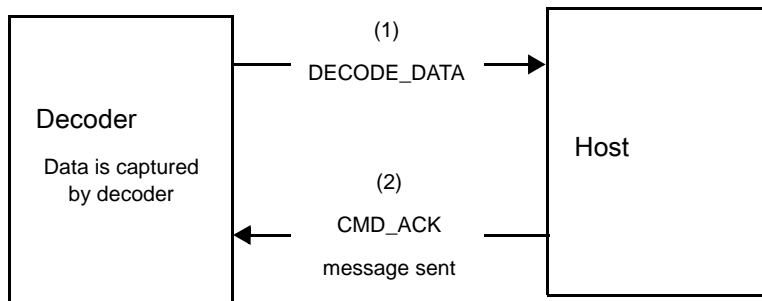 (1)
DECODE_DATA
Decoder
Data is captured
by decoder
Host
(2)
CMD_ACK
message sent